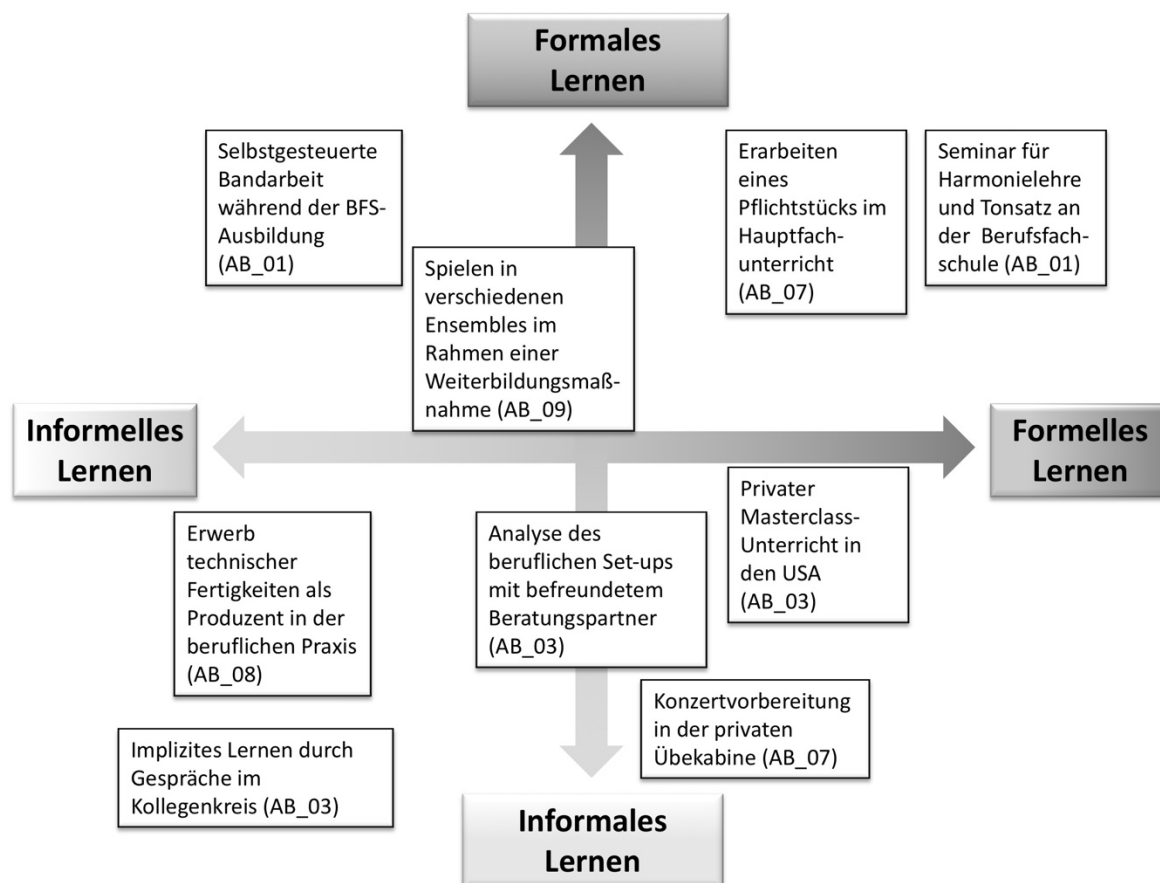 Formales
Lernen
Selbstgesteuerte
Bandarbeit
während der BFS-
Ausbildung
(AB_01)
Erarbeiten
eines
Pflichtstücks im
Hauptfach-
unterricht
(AB_07)
Seminar für
Harmonielehre
und Tonsatz an
der Berufsfach-
schule (AB_01)
Spielen in
verschiedenen
Ensembles im
Rahmen einer
Weiterbildungsmaß-
nahme (AB_09)
Informelles
Lernen
Formelles
Lernen
Erwerb
technischer
Fertigkeiten als
Produzent in der
beruflichen Praxis
(AB_08)
Analyse des
beruflichen Set-ups
mit befreundetem
Beratungspartner
(AB_03)
Privater
Masterclass-
Unterricht in
den USA
(AB_03)
Konzertvorbereitung
in der privaten
Übekabine (AB_07)
Implizites Lernen durch
Gespräche im
Kollegenkreis (AB_03)
Informales
Lernen